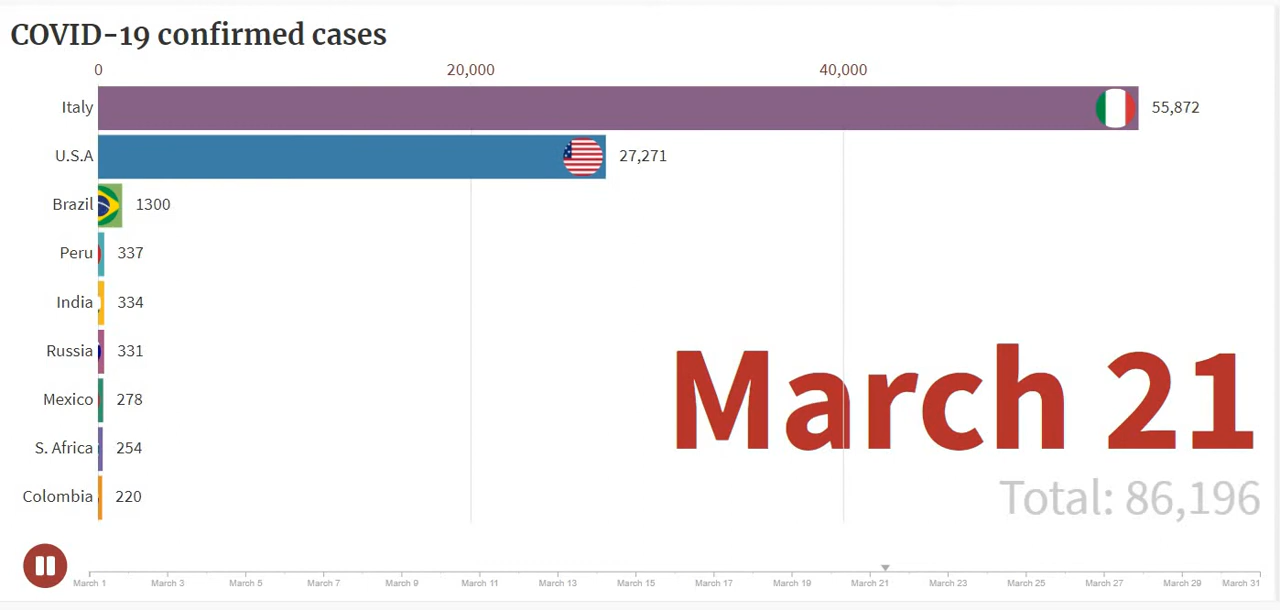 COVID-19 confirmed cases
0 20,000 40,000
Italy 55,872
U.S.A 27,271
Brazil 1300
Peru 337
India 334
Russia 331
Mexico 278
S. Africa 254
Colombia 220
March 21
Total: 86,196
March 1 March 3 March 5 March 7 March 9 March 11 March 13 March 15 March 17 March 19 March 21 March 23 March 25 March 27 March 29 March 31